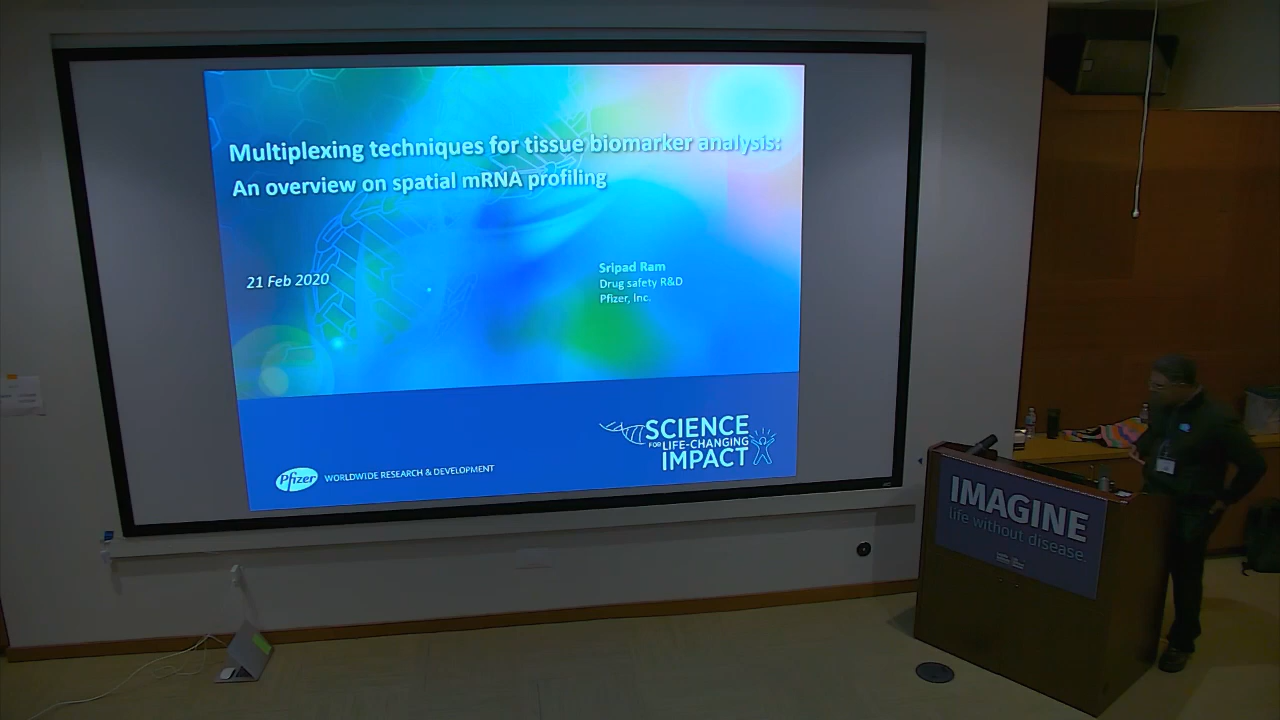 Multiplexing techniques for tissue biomarker analysis:
An overview on spatial mRNA profiling
21 Feb 2020
Sripad Ram
Drug safety R&D
Pfizer, Inc.
SCIENCE
FOR LIFE-CHANGING
IMPACT
Pfizer WORLDWIDE RESEARCH & DEVELOPMENT
IMAGINE
life without disease.